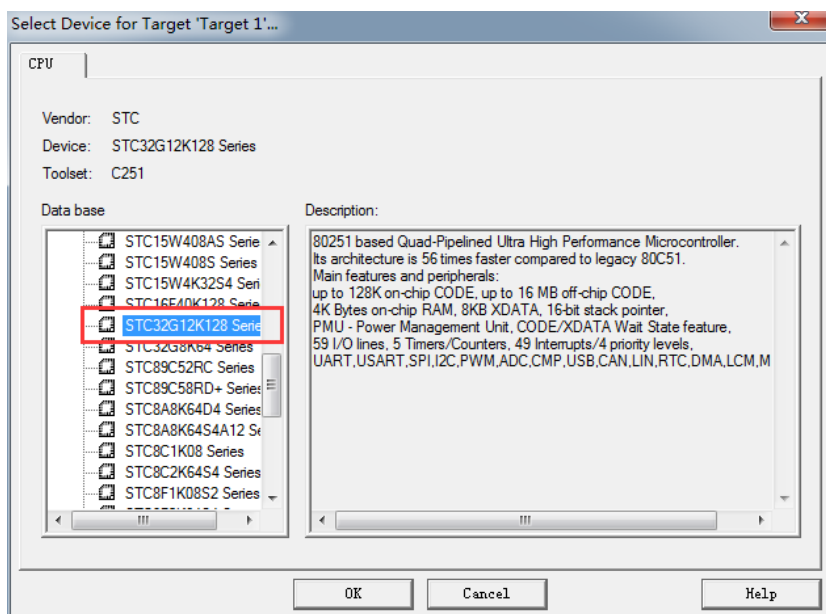 Select Device for Target 'Target 1'...
CPU
Vendor: STC
Device: STC32G12K128 Series
Toolset: C251
Data base
Description:
STC15W408AS Serie
STC15W408S Series
STC15W4K32S4 Seri
STC16F40K128 Serie
STC32G12K128 Serie
STC32G8K64 Series
STC89C52RC Series
STC89C58RD+ Series
STC8A8K64D4 Series
STC8A8K64S4A12 Se
STC8C1K08 Series
STC8C2K64S4 Series
STC8F1K08S2 Series
80251 based Quad-Pipelined Ultra High Performance Microcontroller.
Its architecture is 56 times faster compared to legacy 80C51.
Main features and peripherals:
up to 128K on-chip CODE, up to 16 MB off-chip CODE,
4K Bytes on-chip RAM, 8KB XDATA, 16-bit stack pointer,
PMU - Power Management Unit, CODE/XDATA Wait State feature,
59 I/O lines, 5 Timers/Counters, 49 Interrupts/4 priority levels,
UART,USART,SPI,I2C,PWM,ADC,CMP,USB,CAN,LIN,RTC,DMA,LCM,M
OK
Cancel
Help